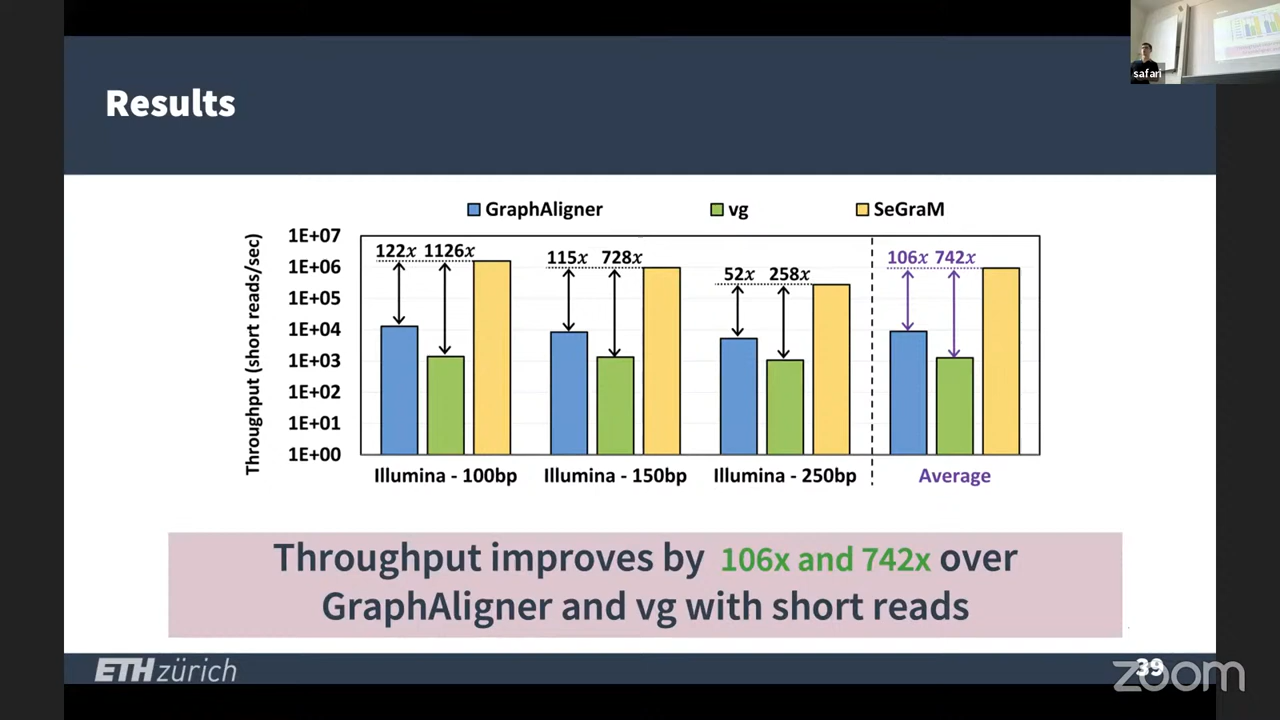 safari
Results
GraphAligner vg SeGraM
Throughput (short reads/sec)
1E+07
1E+06
1E+05
1E+04
1E+03
1E+02
1E+01
1E+00
122x 1126x
115x 728x
52x 258x
106x 742x
Illumina - 100bp Illumina - 150bp Illumina - 250bp Average
Throughput improves by 106x and 742x over
GraphAligner and vg with short reads
ETH zürich
39
zoom